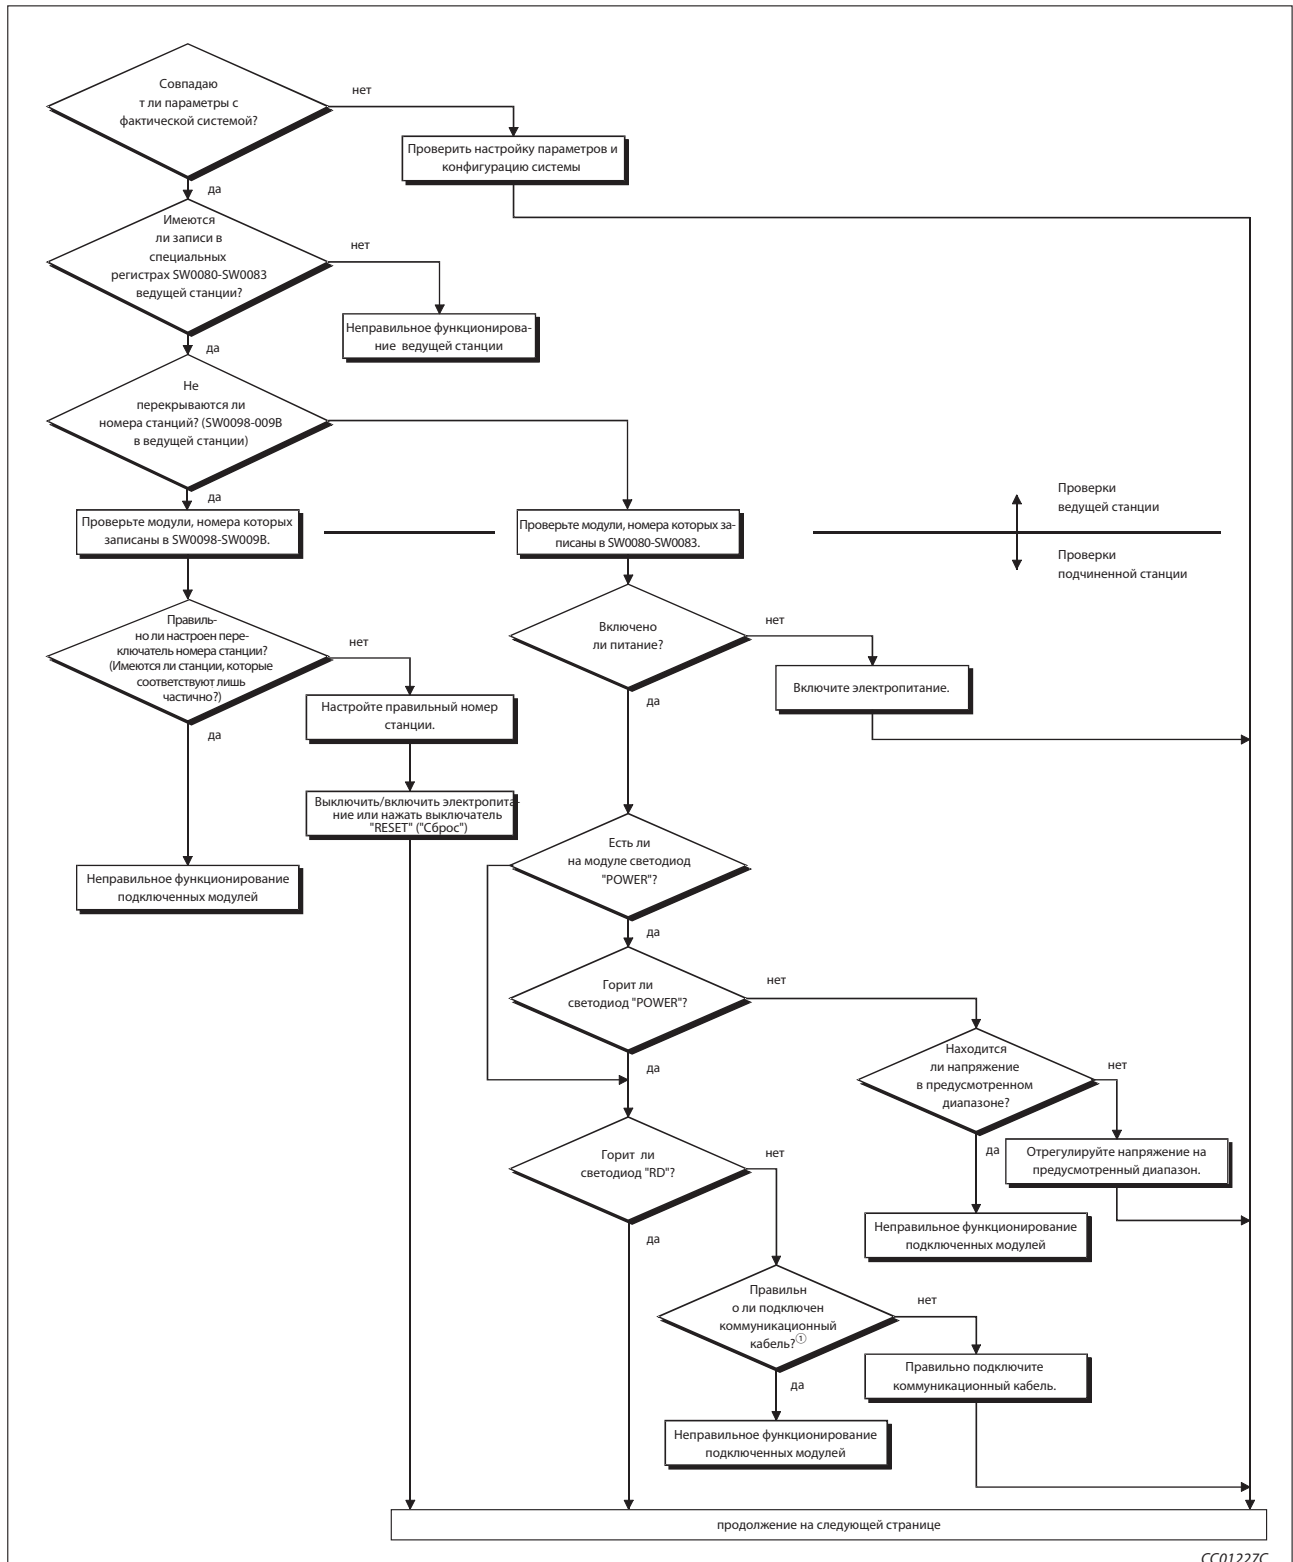 Совпадаю
т ли параметры с
фактической системой?
нет
Проверить настройку параметров и
конфигурацию системы
да
Имеются
ли записи в
специальных
регистрах SW0080-SW0083
ведущей станции?
нет
Неправильное функционирова-
ние ведущей станции
да
Не
перекрываются ли
номера станций? (SW0098-009B
в ведущей станции)
да
Проверьте модули, номера которых
записаны в SW0098-SW009B.
Проверьте модули, номера которых за-
писаны в SW0080-SW0083.
Проверки
ведущей станции
Проверки
подчиненной станции
Правиль-
но ли настроен пере-
ключатель номера станции?
(Имеются ли станции, которые
соответствуют лишь
частично?)
нет
да
Настройте правильный номер
станции.
Выключить/включить электропита-
ние или нажать выключатель
"RESET" ("Сброс")
Неправильное функционирование
подключенных модулей
Включено
ли питание?
нет
Включите электропитание.
да
Есть ли
на модуле светодиод
"POWER"?
да
Горит ли
светодиод "POWER"?
нет
да
Находится
ли напряжение
в предусмотренном
диапазоне?
нет
да
Отрегулируйте напряжение на
предусмотренный диапазон.
Неправильное функционирование
подключенных модулей
Горит ли
светодиод "RD"?
нет
да
Правильн
о ли подключен
коммуникационный
кабель?①
нет
да
Правильно подключите
коммуникационный кабель.
Неправильное функционирование
подключенных модулей
продолжение на следующей странице
CC01227C